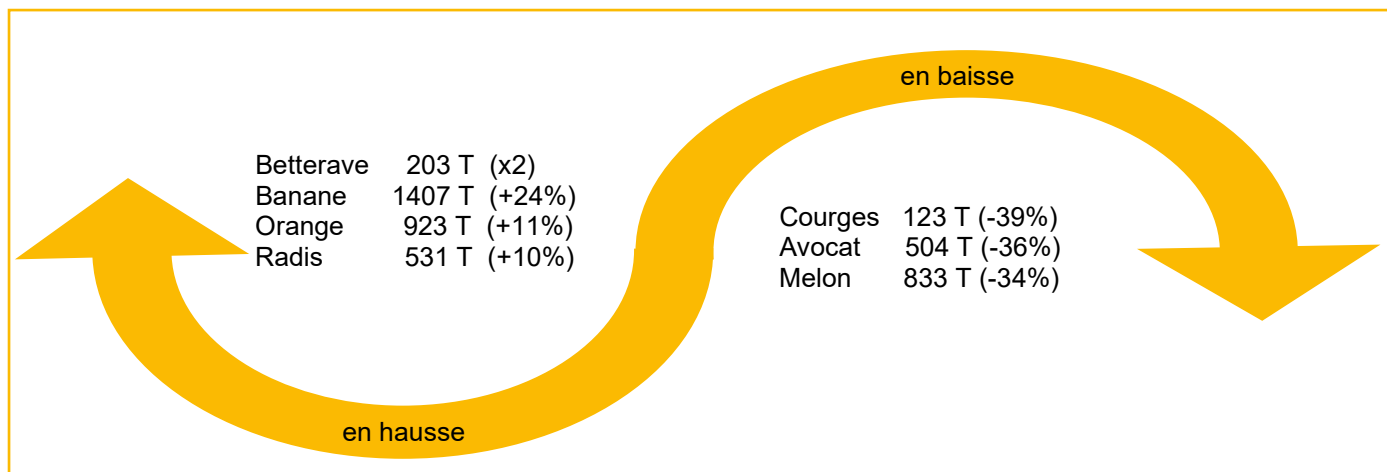 en baisse
Betterave 203 T (x2)
Banane 1407 T (+24%)
Orange 923 T (+11%)
Radis 531 T (+10%)
Courges 123 T (-39%)
Avocat 504 T (-36%)
Melon 833 T (-34%)
en hausse